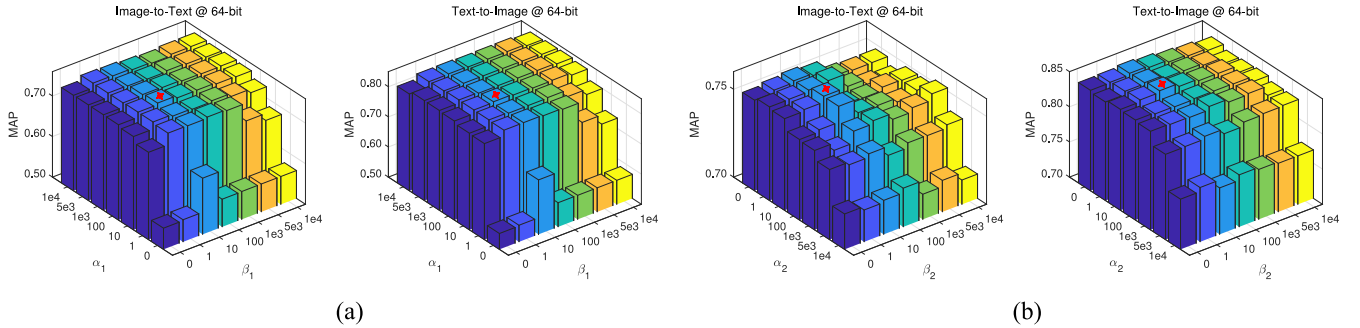 Image-to-Text @ 64-bit
MAP
0.70
0.60
0.50
1e4
5e3
1e3
100
10
1
0
α1
0
1
10
100
1e3
5e3
1e4
β1
Text-to-Image @ 64-bit
MAP
0.80
0.70
0.60
0.50
1e4
5e3
1e3
100
10
1
0
α1
0
1
10
100
1e3
5e3
1e4
β1
(a)
Image-to-Text @ 64-bit
MAP
0.75
0.70
0
1
10
100
1e3
5e3
1e4
α2
0
1
10
100
1e3
5e3
1e4
β2
Text-to-Image @ 64-bit
MAP
0.85
0.80
0.75
0.70
0
1
10
100
1e3
5e3
1e4
α2
0
1
10
100
1e3
5e3
1e4
β2
(b)